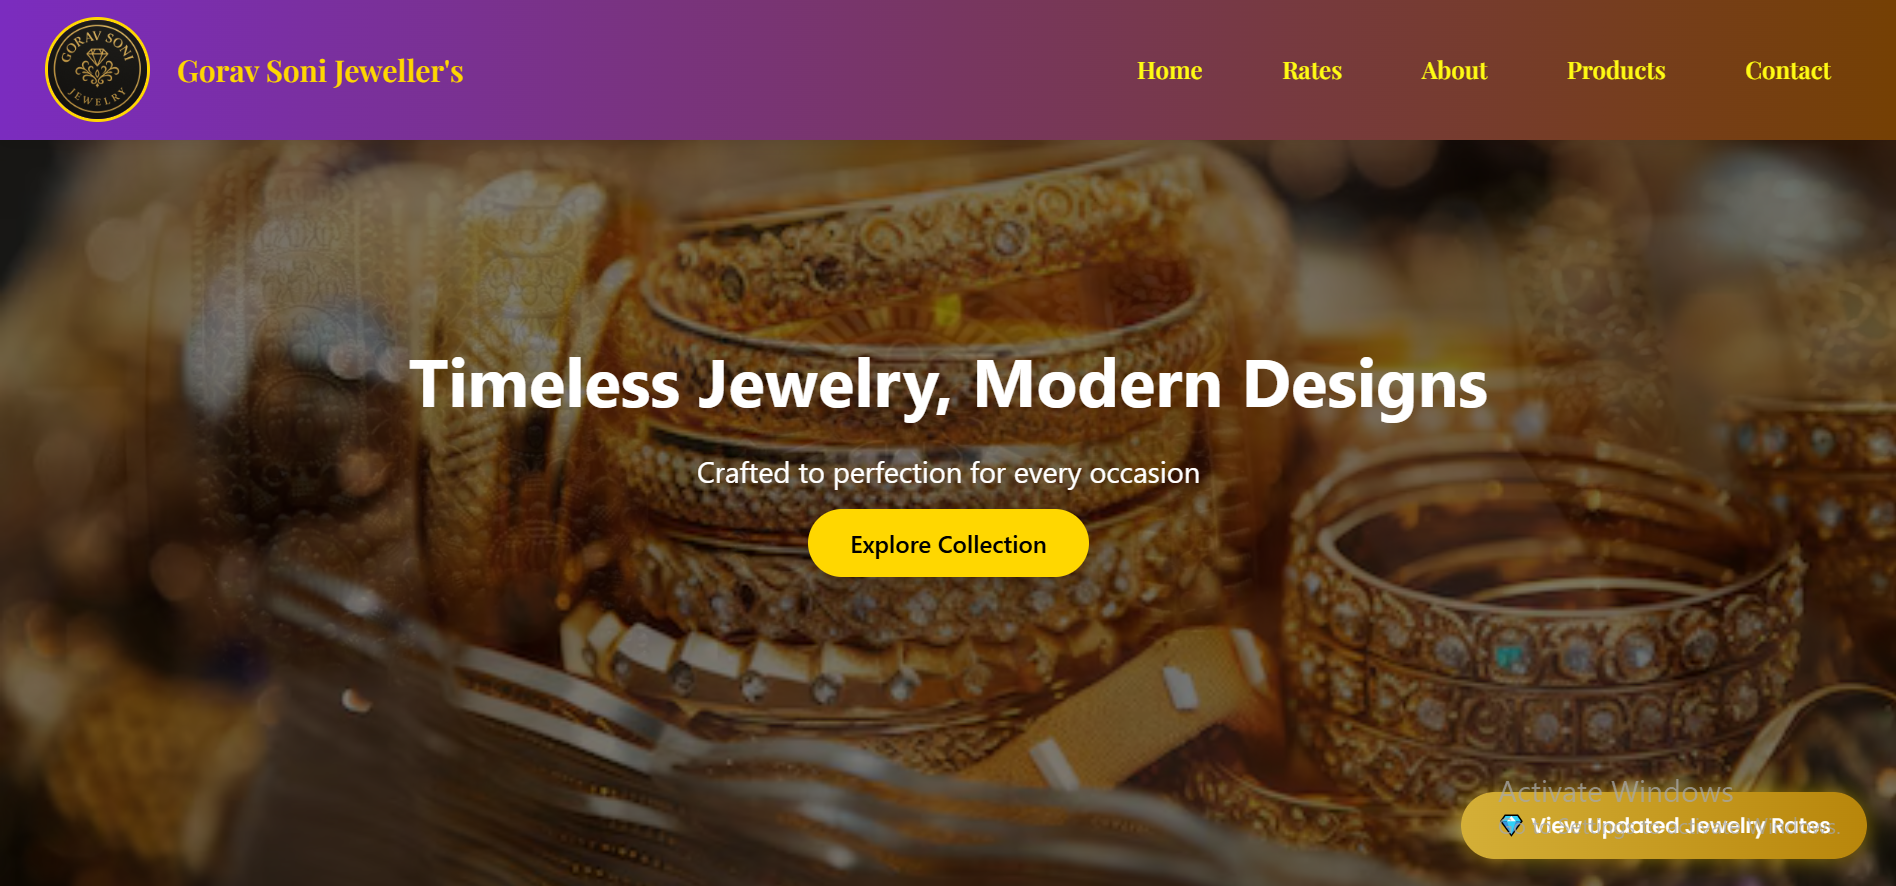 GORAV SONI
JEWELRY
Gorav Soni Jeweller's
Home
Rates
About
Products
Contact
Timeless Jewelry, Modern Designs
Crafted to perfection for every occasion
Explore Collection
Activate Windows
View Updated Jewelry Rates